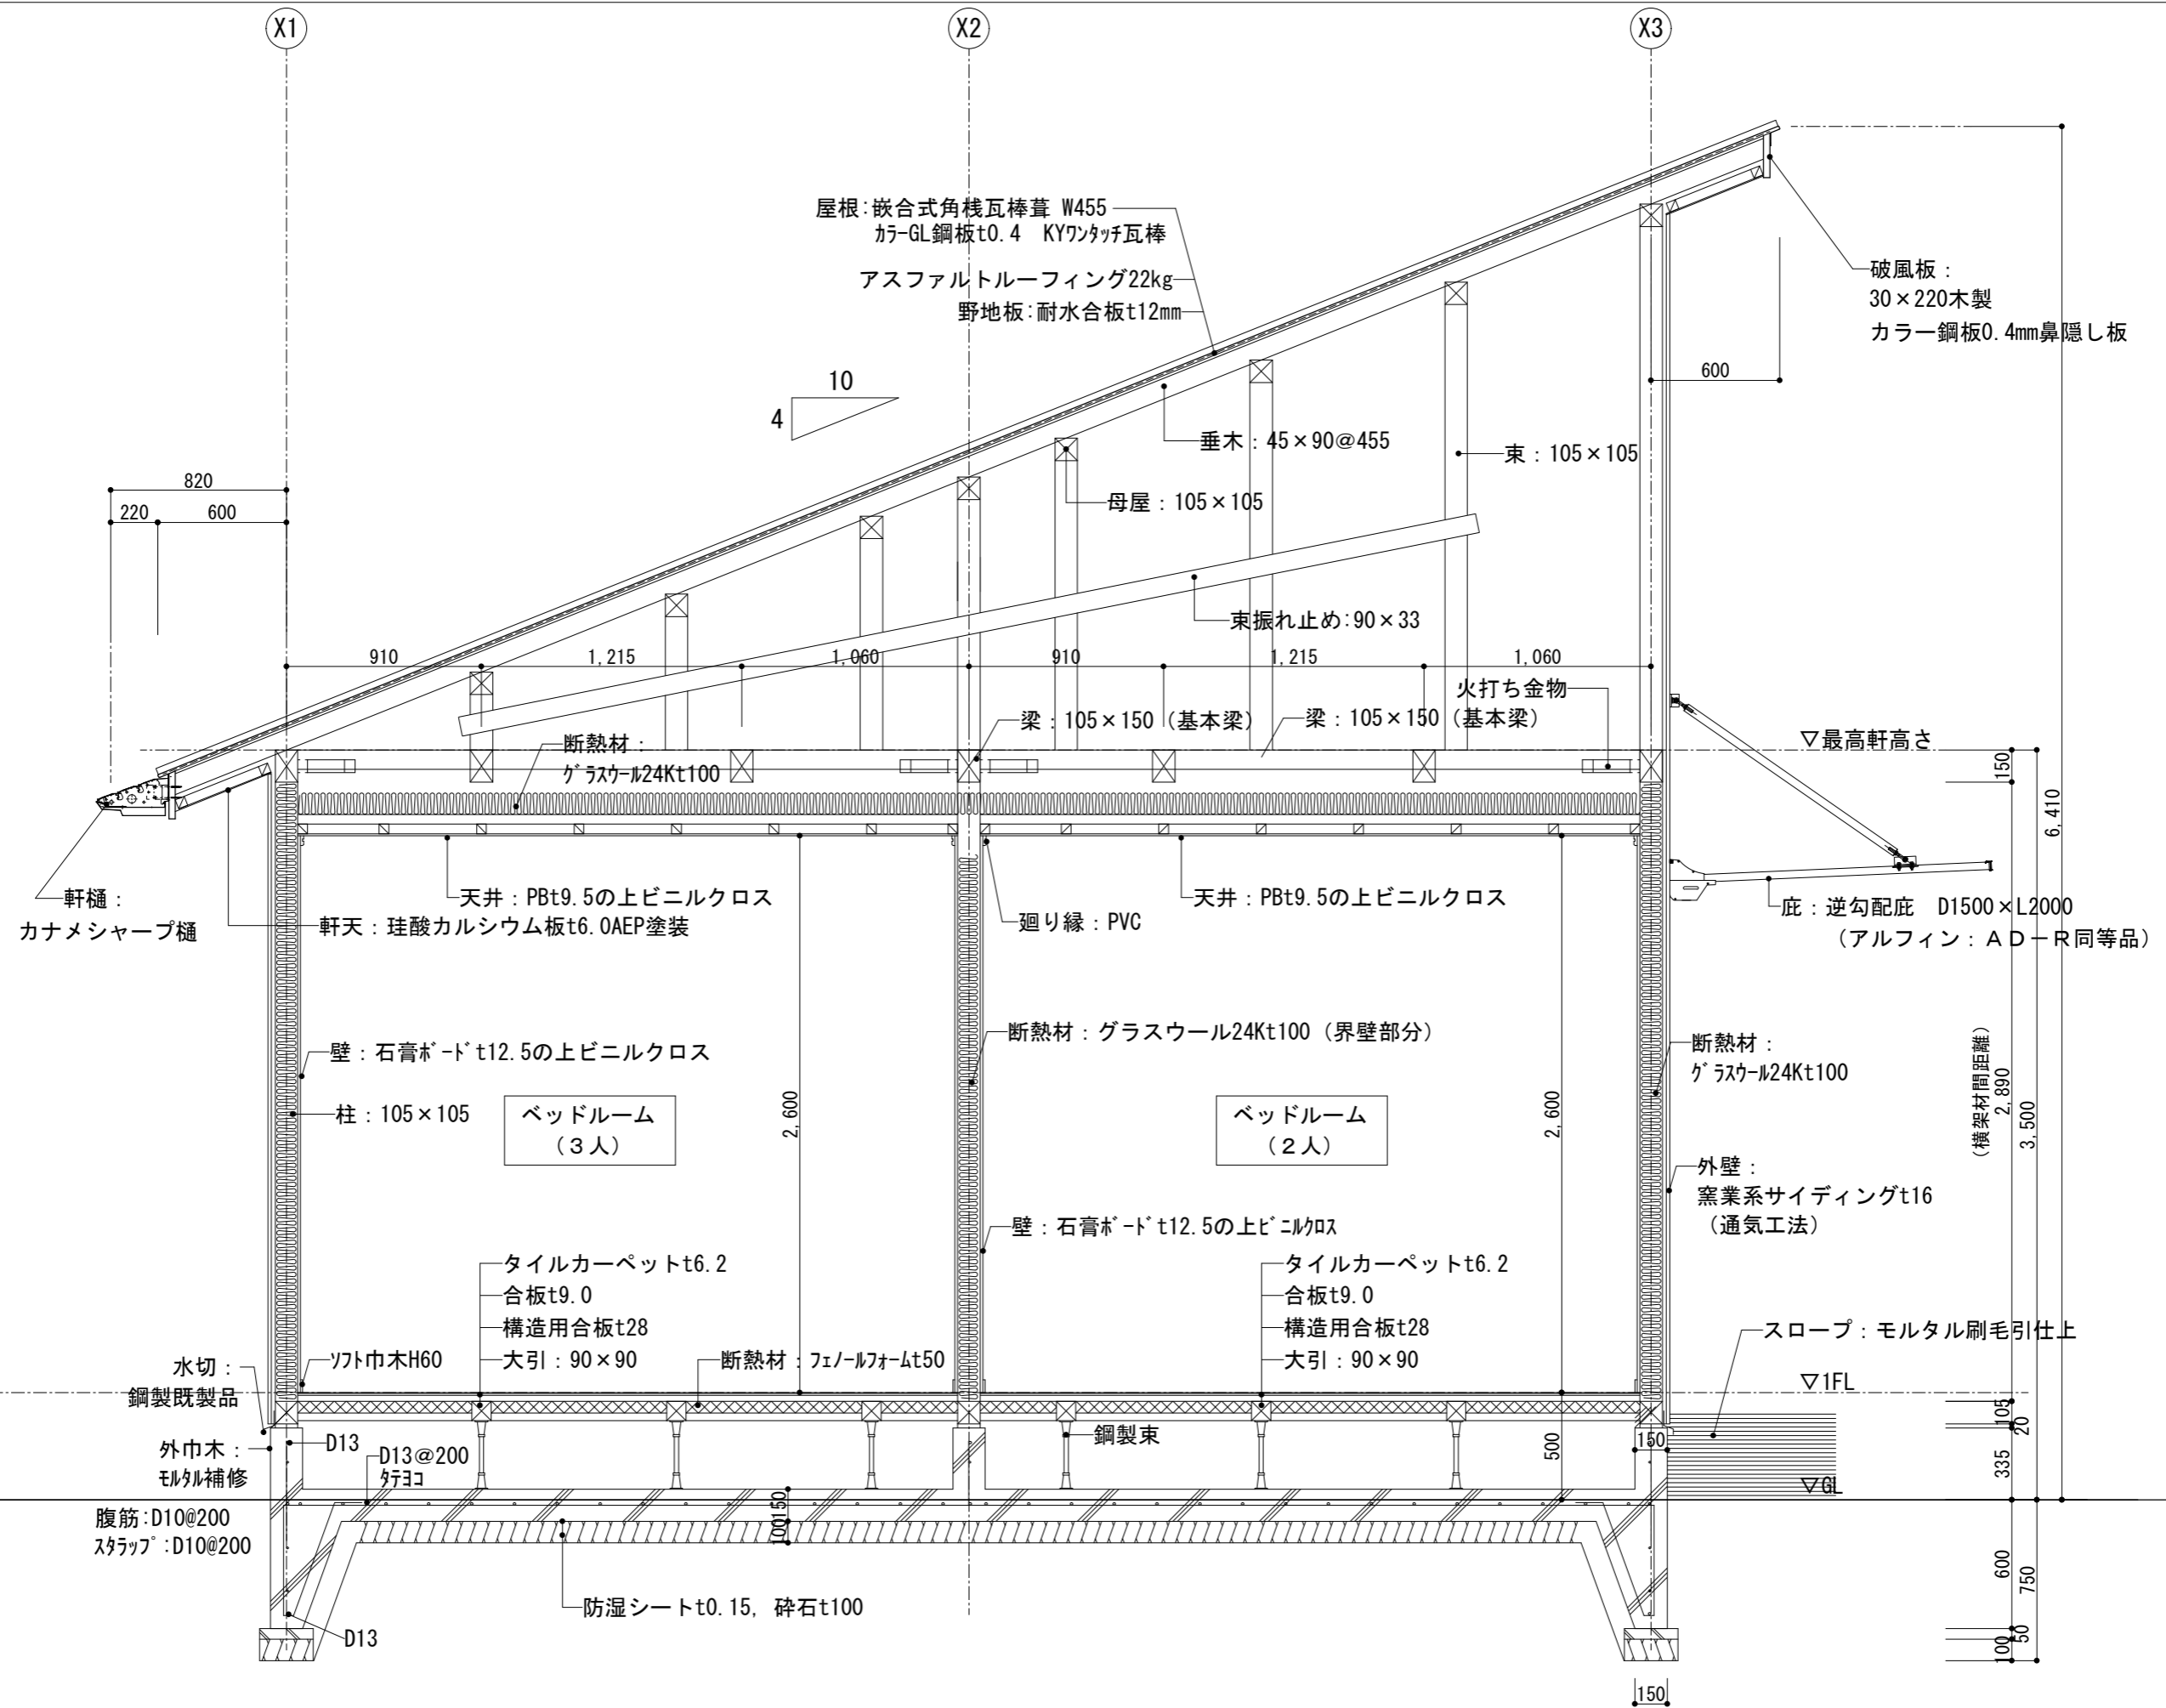 X1
X2
X3
屋根:嵌合式角桟瓦棒葺 W455
ｶﾗｰGL鋼板t0.4 KYﾜﾝﾀｯﾁ瓦棒
アスファルトルーフィング22kg
野地板:耐水合板t12mm
破風板：
30×220木製
カラー鋼板0.4mm鼻隠し板
600
10
4
垂木：45×90@455
束：105×105
母屋：105×105
820
220
600
束振れ止め:90×33
910
1,215
1,060
910
1,215
1,060
火打ち金物
梁：105×150（基本梁）
梁：105×150（基本梁）
断熱材：
ｸﾞﾗｽｳｰﾙ24Kt100
▽最高軒高さ
150
6,410
軒樋：
カナメシャープ樋
天井：PBt9.5の上ビニルクロス
軒天：珪酸カルシウム板t6.0AEP塗装
廻り縁：PVC
天井：PBt9.5の上ビニルクロス
庇：逆勾配庇 D1500×L2000
（アルフィン：ＡＤ－Ｒ同等品）
断熱材：グラスウール24Kt100（界壁部分）
断熱材：
ｸﾞﾗｽｳｰﾙ24Kt100
壁：石膏ﾎﾞｰﾄﾞt12.5の上ビニルクロス
柱：105×105
ベッドルーム
（３人）
2,600
ベッドルーム
（２人）
2,600
（横架材間距離）
2,890
3,500
外壁：
窯業系サイディングt16
（通気工法）
壁：石膏ﾎﾞｰﾄﾞt12.5の上ﾋﾞﾆﾙｸﾛｽ
タイルカーペットt6.2
合板t9.0
構造用合板t28
大引：90×90
断熱材：ﾌｪﾉｰﾙﾌｫｰﾑt50
タイルカーペットt6.2
合板t9.0
構造用合板t28
大引：90×90
スロープ：モルタル刷毛引仕上
ｿﾌﾄ巾木H60
水切：
鋼製既製品
▽1FL
外巾木：
ﾓﾙﾀﾙ補修
D13
D13@200
ﾀﾃﾖｺ
鋼製束
500
150
105
20
335
▽GL
腹筋:D10@200
ｽﾀﾗｯﾌﾟ:D10@200
150
100
防湿シートt0.15, 砕石t100
D13
600
750
50
100
150